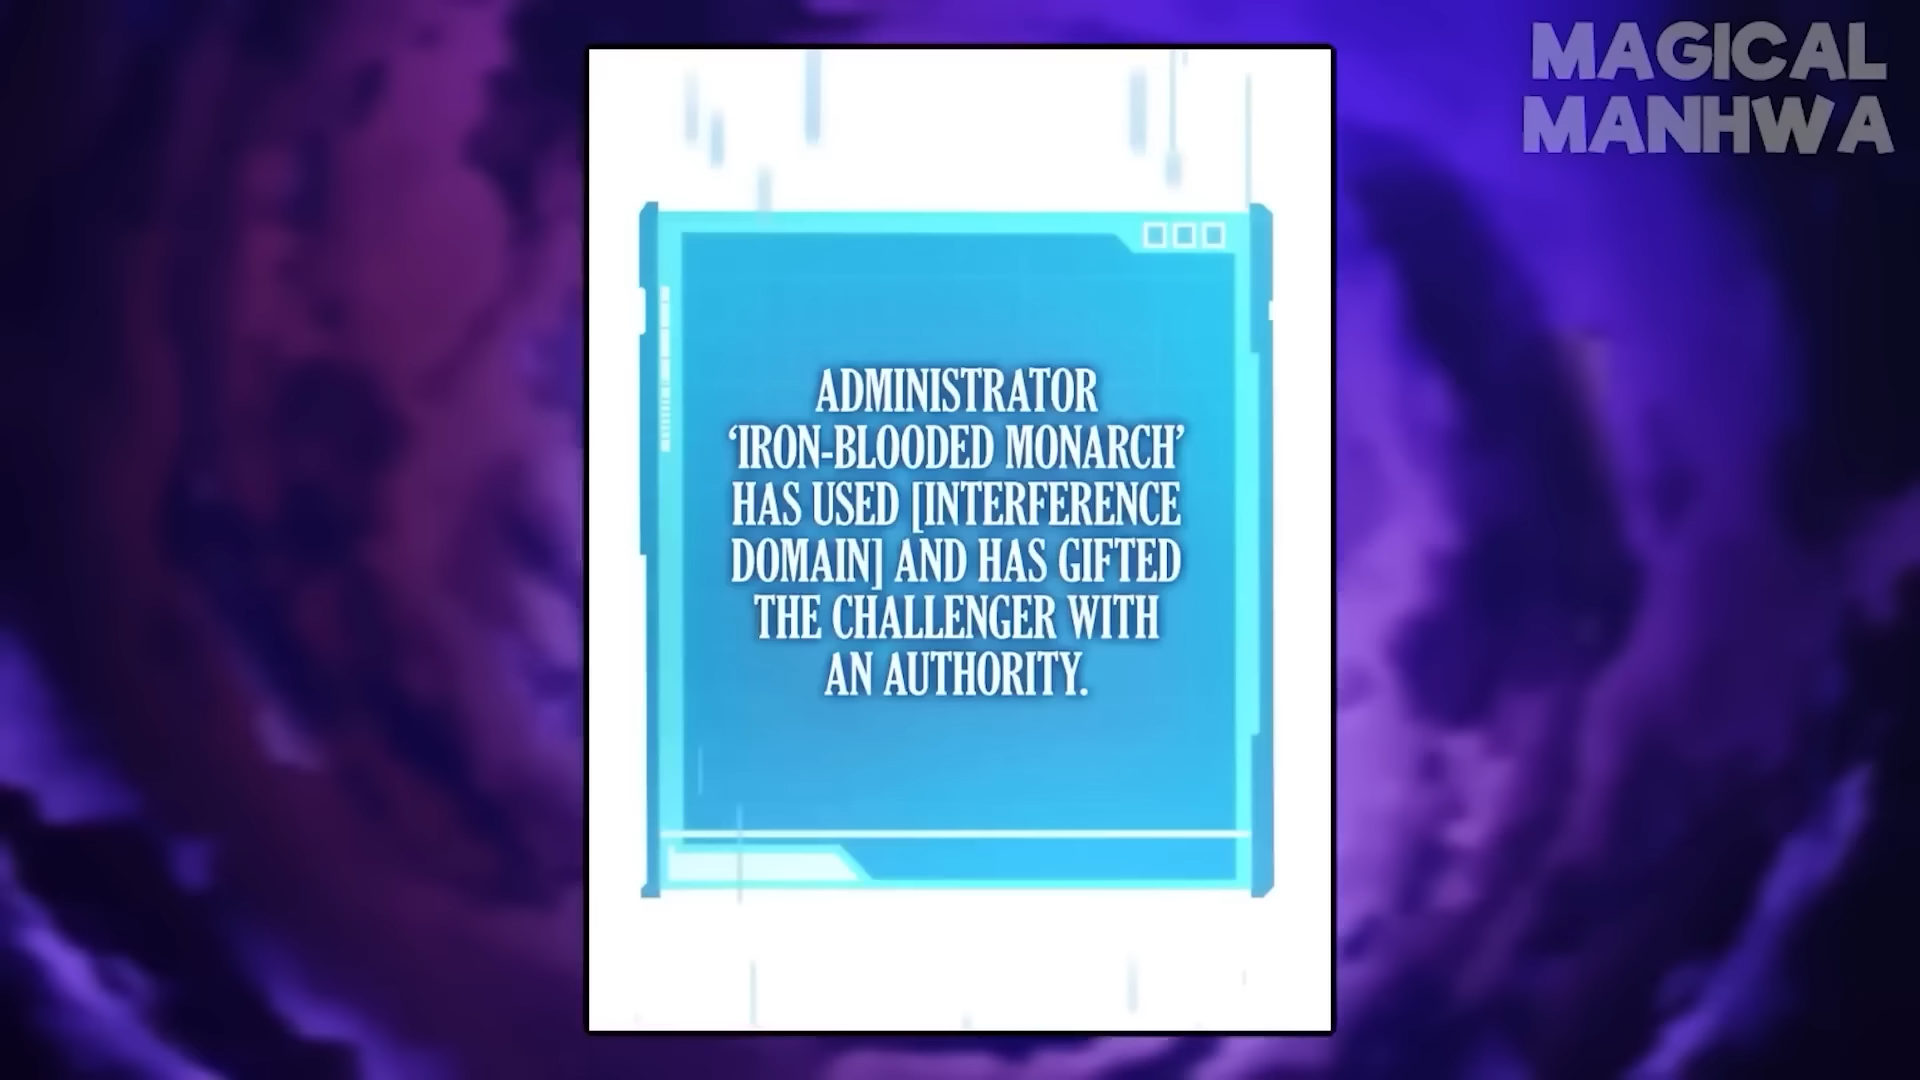 MAGICAL
MANHWA
ADMINISTRATOR
‘IRON-BLOODED MONARCH’
HAS USED [INTERFERENCE
DOMAIN] AND HAS GIFTED
THE CHALLENGER WITH
AN AUTHORITY.